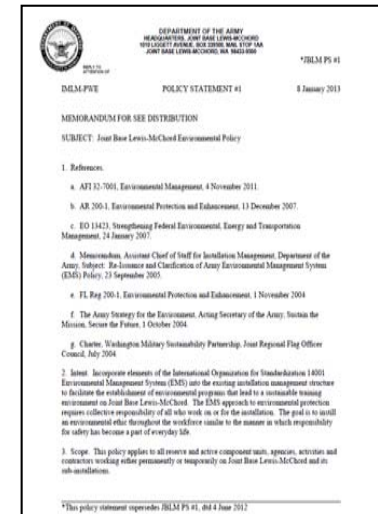 DEPARTMENT OF THE ARMY
HEADQUARTERS, JOINT BASE LEWIS-MCCHORD
1010 LIGGETT AVENUE, BOX 339500, MAIL STOP 1AA
JOINT BASE LEWIS-MCCHORD, WA 98433-9500
REPLY TO
ATTENTION OF
*JBLM PS #1
IMLM-PWE POLICY STATEMENT #1 8 January 2013
MEMORANDUM FOR SEE DISTRIBUTION
SUBJECT: Joint Base Lewis-McChord Environmental Policy
1. References.
a. AFI 32-7001, Environmental Management, 4 November 2011.
b. AR 200-1, Environmental Protection and Enhancement, 13 December 2007.
c. EO 13423, Strengthening Federal Environmental, Energy and Transportation
Management, 24 January 2007.
d. Memorandum, Assistant Chief of Staff for Installation Management, Department of the
Army, Subject: Re-Issuance and Clarification of Army Environmental Management System
(EMS) Policy, 23 September 2005.
e. FL Reg 200-1, Environmental Protection and Enhancement, 1 November 2004
f. The Army Strategy for the Environment, Acting Secretary of the Army, Sustain the
Mission, Secure the Future, 1 October 2004.
g. Charter, Washington Military Sustainability Partnership, Joint Regional Flag Officer
Council, July 2004
2. Intent. Incorporate elements of the International Organization for Standardization 14001
Environmental Management System (EMS) into the existing installation management structure
to facilitate the establishment of environmental programs that lead to a sustainable training
environment on Joint Base Lewis-McChord. The EMS approach to environmental protection
requires collective responsibility of all who work on or for the installation. The goal is to instill
an environmental ethic throughout the workforce similar to the manner in which responsibility
for safety has become a part of everyday life.
3. Scope. This policy applies to all reserve and active component units, agencies, activities and
contractors working either permanently or temporarily on Joint Base Lewis-McChord and its
sub-installations.
*This policy statement supersedes JBLM PS #1, dtd 4 June 2012